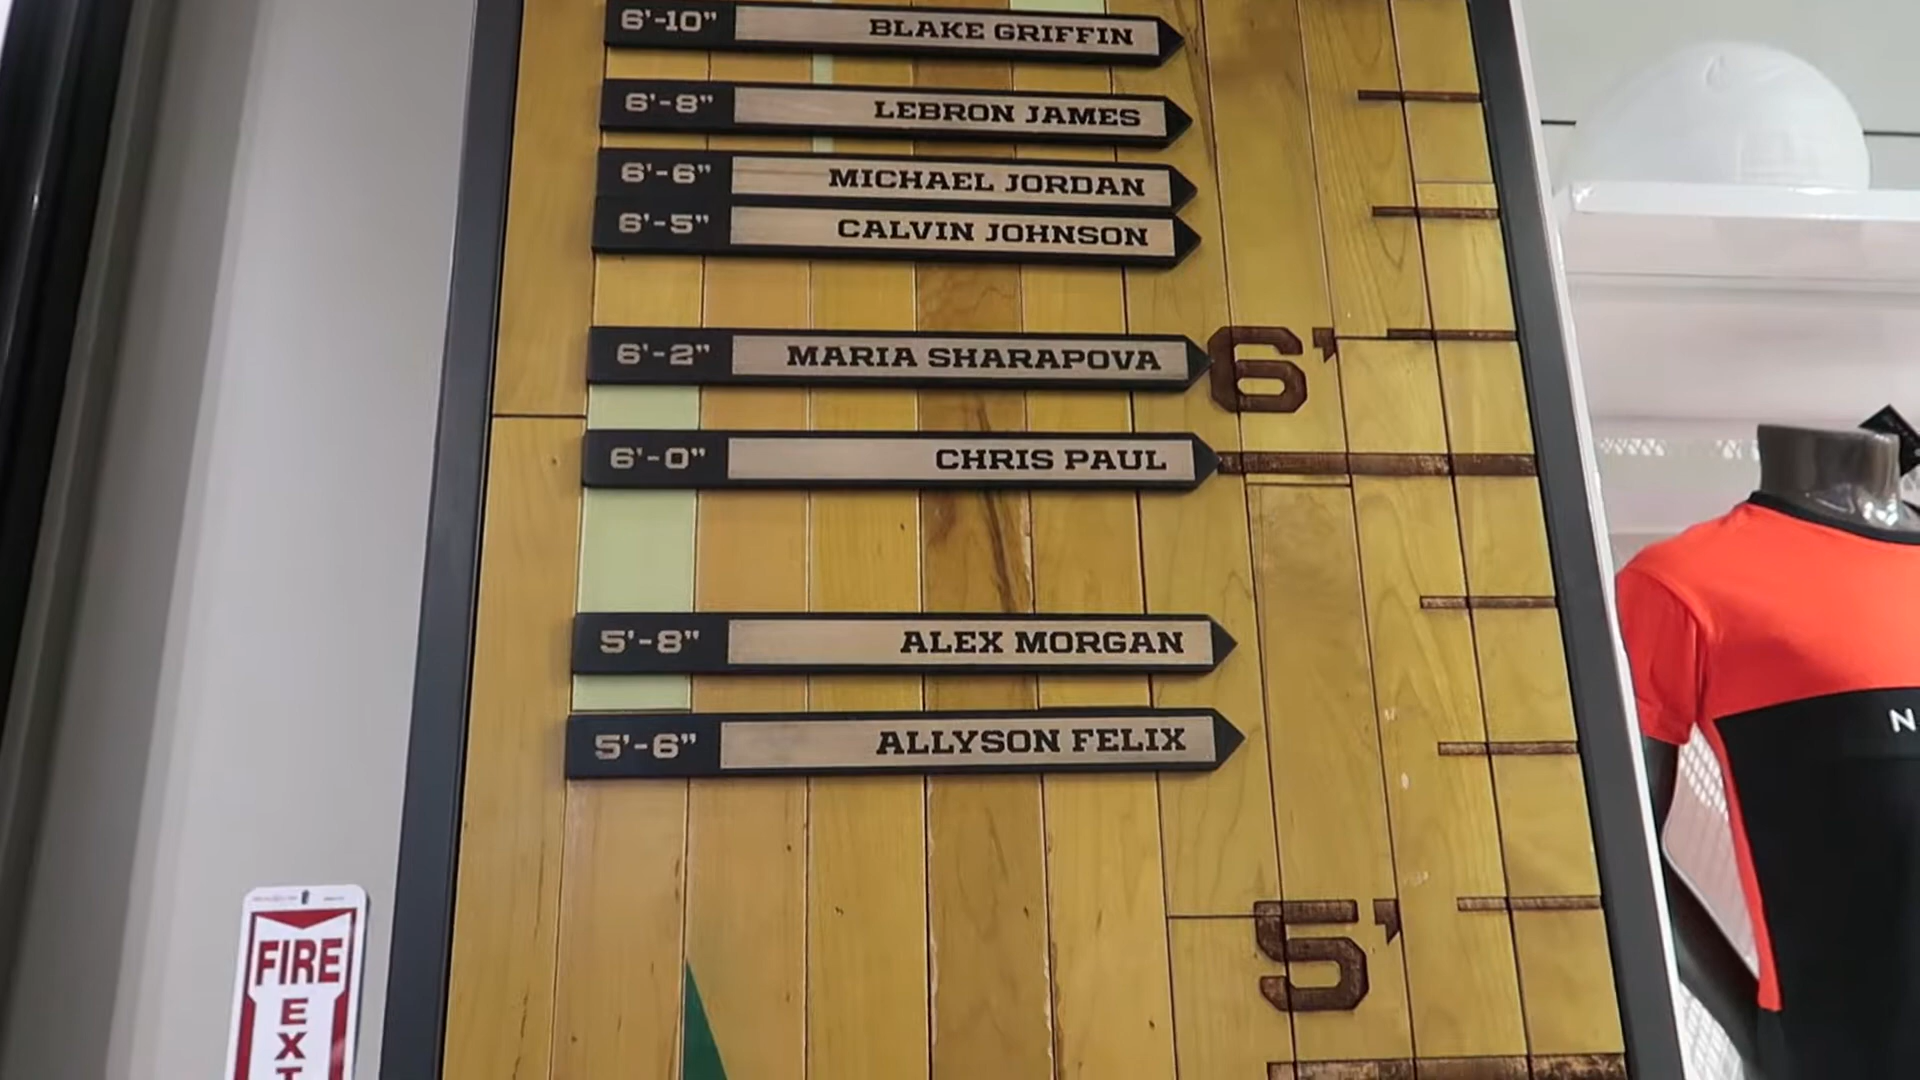 6'-10" BLAKE GRIFFIN
6'-8" LEBRON JAMES
6'-6" MICHAEL JORDAN
6'-5" CALVIN JOHNSON
6'-2" MARIA SHARAPOVA
6'
6'-0" CHRIS PAUL
5'-8" ALEX MORGAN
5'-6" ALLYSON FELIX
5'
N
FIRE
E
X
T